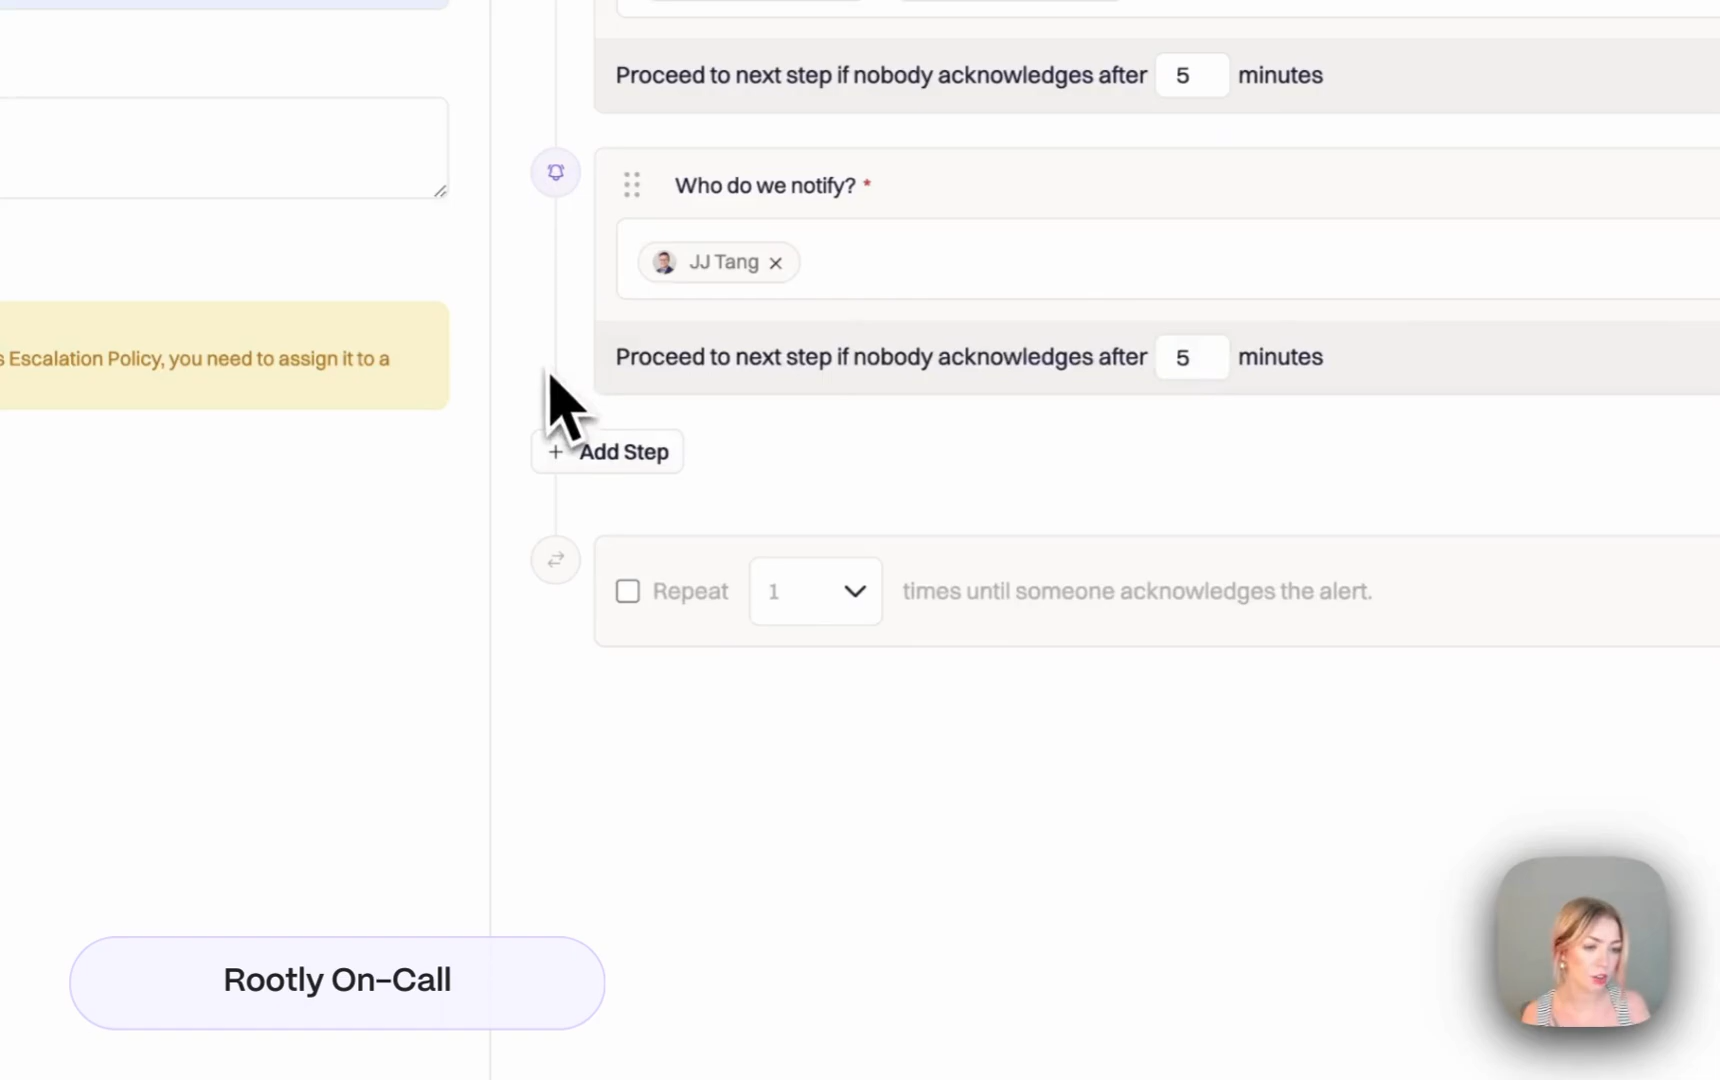 Proceed to next step if nobody acknowledges after 5 minutes
Who do we notify? *
JJ Tang
s Escalation Policy, you need to assign it to a
Proceed to next step if nobody acknowledges after 5 minutes
+ Add Step
Repeat 1 times until someone acknowledges the alert.
Rootly On-Call